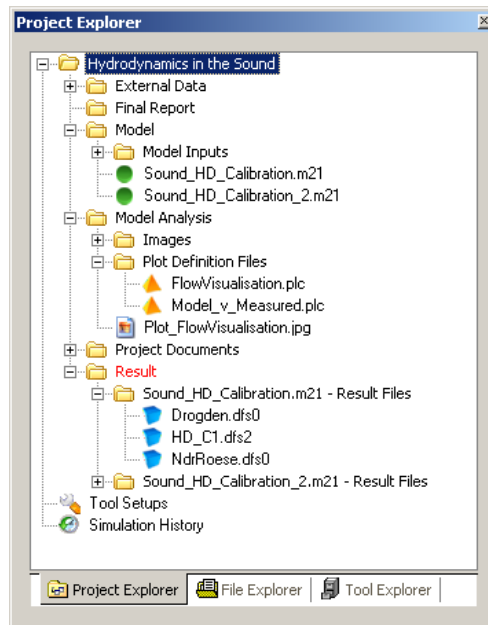 Project Explorer
Hydrodynamics in the Sound
External Data
Final Report
Model
Model Inputs
Sound_HD_Calibration.m21
Sound_HD_Calibration_2.m21
Model Analysis
Images
Plot Definition Files
FlowVisualisation.plc
Model_v_Measured.plc
Plot_FlowVisualisation.jpg
Project Documents
Result
Sound_HD_Calibration.m21 - Result Files
Drogden.dfs0
HD_C1.dfs2
NdrRoese.dfs0
Sound_HD_Calibration_2.m21 - Result Files
Tool Setups
Simulation History
Project Explorer File Explorer Tool Explorer